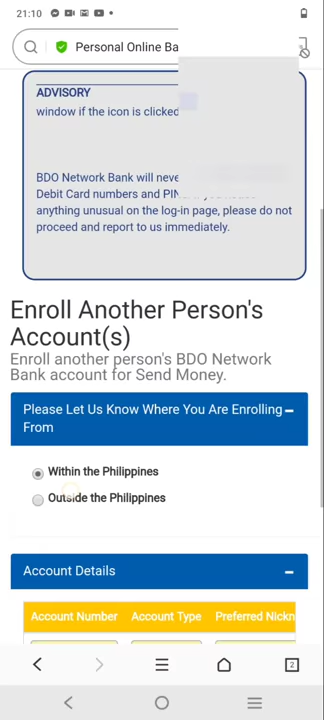 21:10
Personal Online Ba
ADVISORY
window if the icon is clicked
BDO Network Bank will neve
Debit Card numbers and PIN
anything unusual on the log-in page, please do not
proceed and report to us immediately.
Enroll Another Person's
Account(s)
Enroll another person's BDO Network
Bank account for Send Money.
Please Let Us Know Where You Are Enrolling
From
Within the Philippines
Outside the Philippines
Account Details
Account Number Account Type Preferred Nickn
2